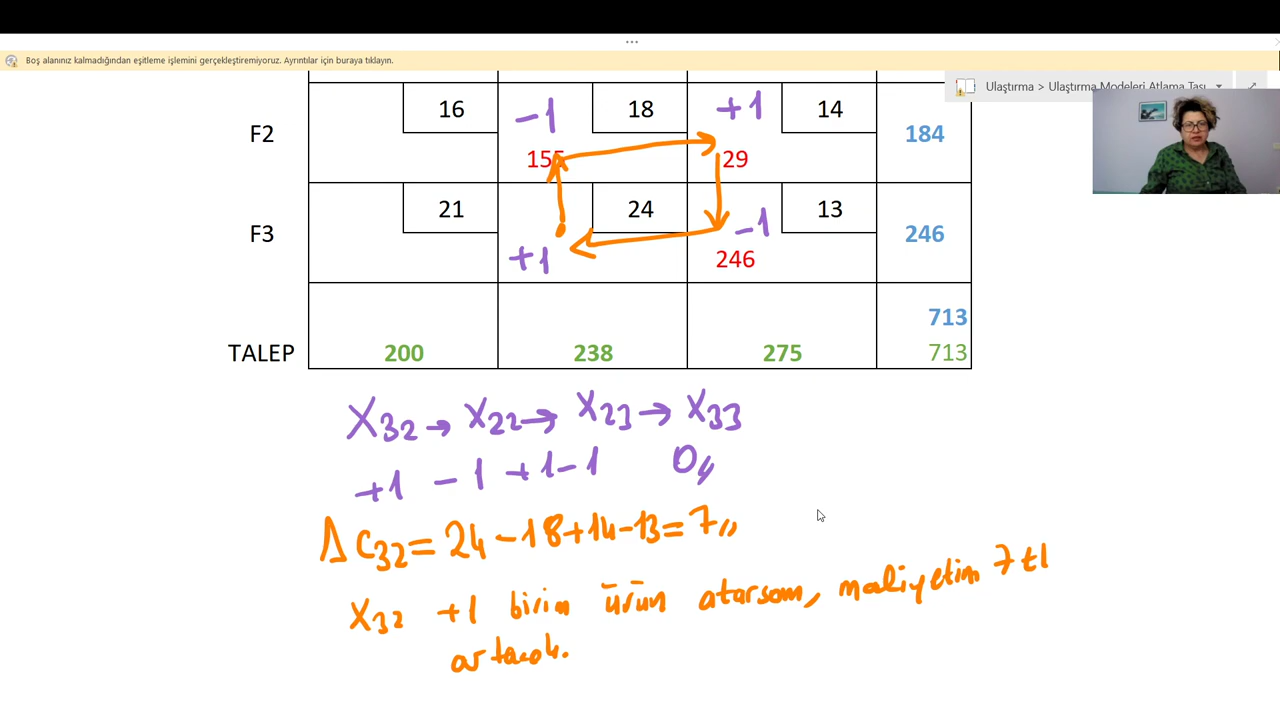 ...
Boş alanınız kalmadığından eşitleme işlemini gerçekleştiremiyoruz. Ayrıntılar için buraya tıklayın.
Ulaştırma > Ulaştırma Modeleri Atlama Taşı
16 -1 18 +1 14
F2 155 29 184
21 24 -1 13
F3 +1 246 246
713
TALEP 200 238 275 713
X32 → X22 → X23 → X33
+1 -1 +1 -1 0//
Δ C32 = 24 - 18 + 14 - 13 = 7//
X32 +1 birim ürün atarsam, maliyetim 7 tl
artacak.